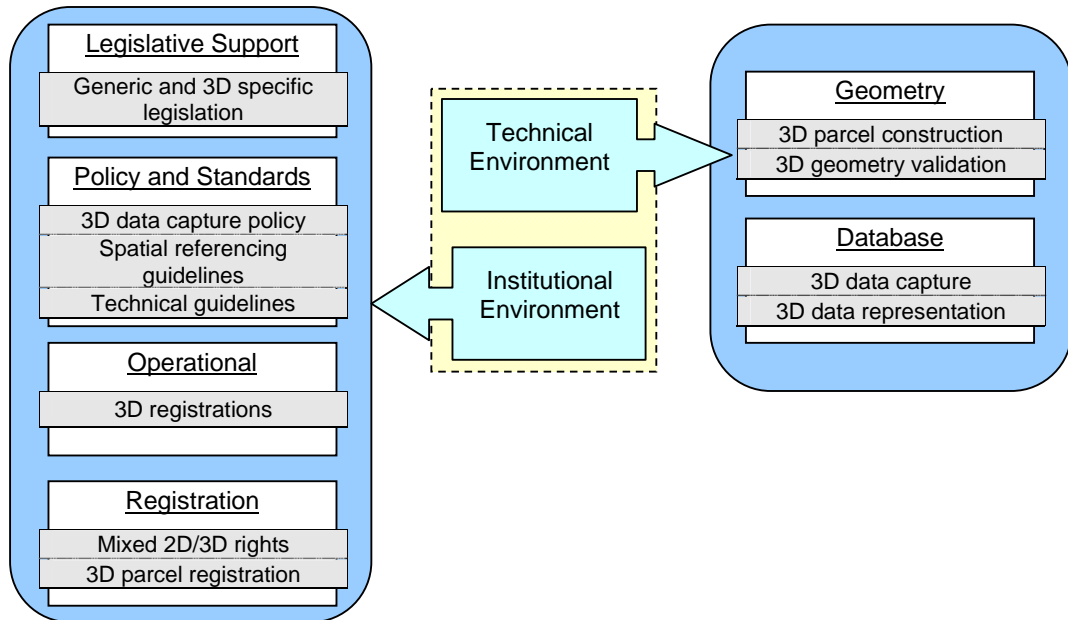 Legislative Support
Generic and 3D specific
legislation
Policy and Standards
3D data capture policy
Spatial referencing
guidelines
Technical guidelines
Operational
3D registrations
Registration
Mixed 2D/3D rights
3D parcel registration
Technical
Environment
Institutional
Environment
Geometry
3D parcel construction
3D geometry validation
Database
3D data capture
3D data representation